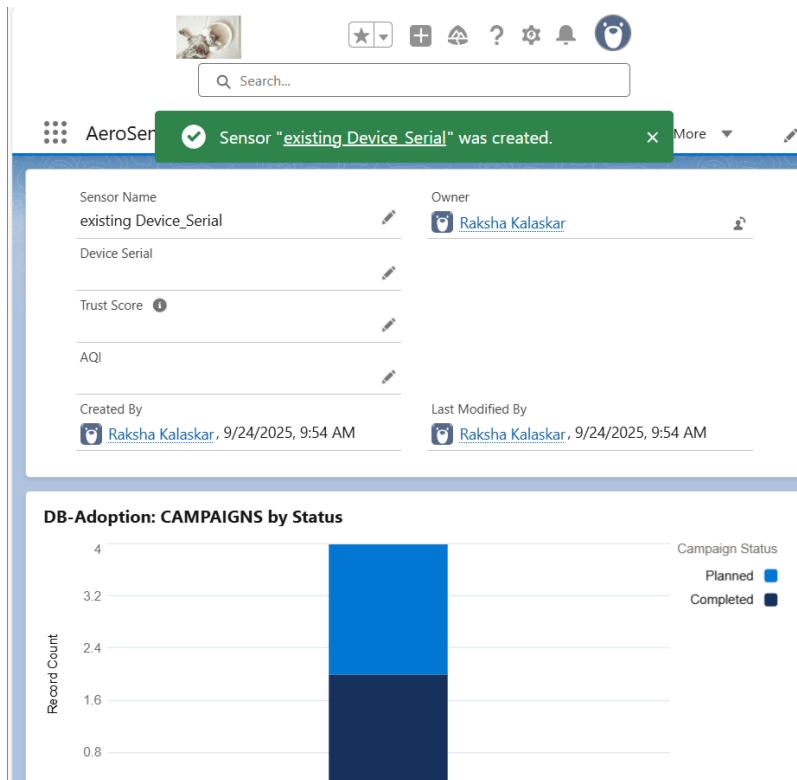 Search...
AeroSen
Sensor "existing Device_Serial" was created.
More
Sensor Name
existing Device_Serial
Owner
Raksha Kalaskar
Device Serial
Trust Score
AQI
Created By
Raksha Kalaskar, 9/24/2025, 9:54 AM
Last Modified By
Raksha Kalaskar, 9/24/2025, 9:54 AM
DB-Adoption: CAMPAIGNS by Status
4
3.2
2.4
1.6
0.8
Record Count
Campaign Status
Planned
Completed